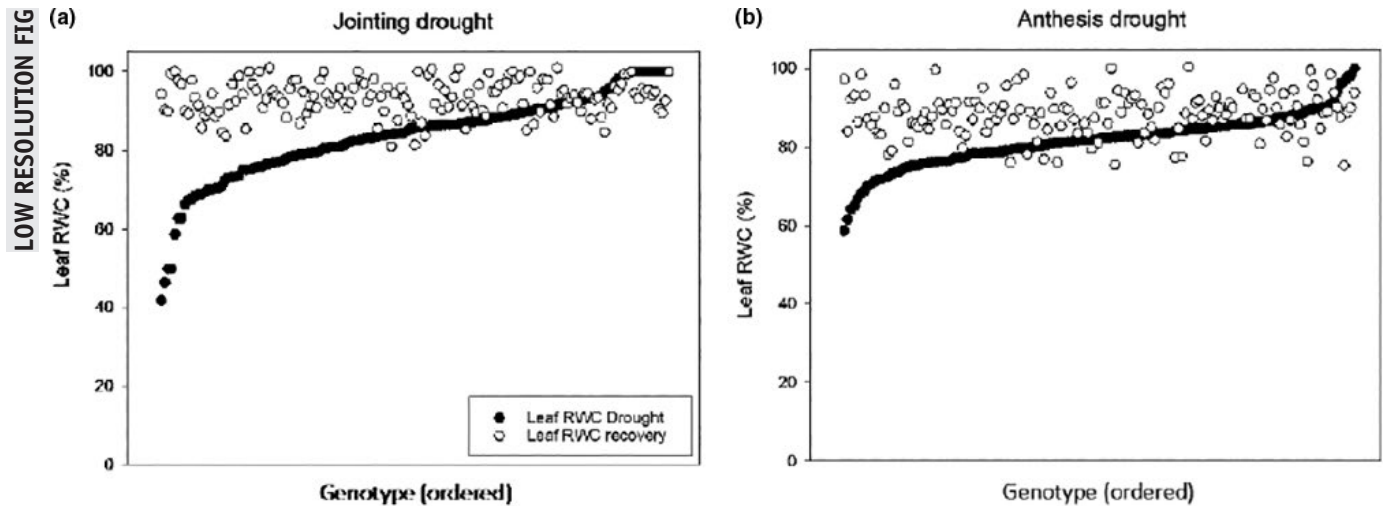 LOW RESOLUTION FIG
(a)
Jointing drought
100
80
60
40
20
0
Leaf RWC (%)
Leaf RWC Drought
Leaf RWC recovery
Genotype (ordered)
(b)
Anthesis drought
100
80
60
40
20
0
Leaf RWC (%)
Genotype (ordered)